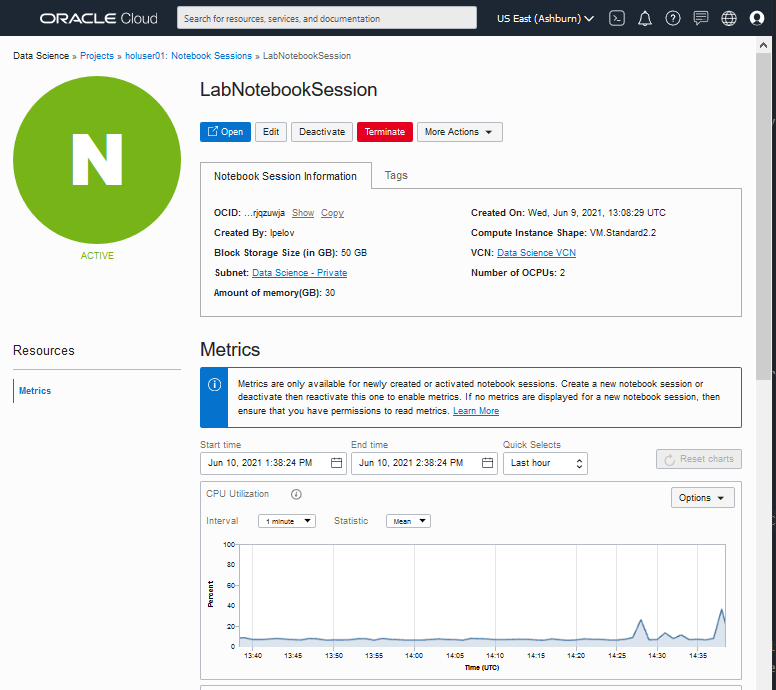 ORACLE Cloud
Search for resources, services, and documentation
US East (Ashburn)
Data Science » Projects » holuser01: Notebook Sessions » LabNotebookSession
N
ACTIVE
LabNotebookSession
Open Edit Deactivate Terminate More Actions
Notebook Session Information Tags
OCID: ...rjqzuwja Show Copy
Created By: lpelov
Block Storage Size (in GB): 50 GB
Subnet: Data Science - Private
Amount of memory(GB): 30
Created On: Wed, Jun 9, 2021, 13:08:29 UTC
Compute Instance Shape: VM.Standard2.2
VCN: Data Science VCN
Number of OCPUs: 2
Resources
Metrics
Metrics
Metrics are only available for newly created or activated notebook sessions. Create a new notebook session or
deactivate then reactivate this one to enable metrics. If no metrics are displayed for a new notebook session, then
ensure that you have permissions to read metrics. Learn More
Start time End time Quick Selects
Jun 10, 2021 1:38:24 PM Jun 10, 2021 2:38:24 PM Last hour Reset charts
CPU Utilization
Options
Interval 1 minute Statistic Mean
100
80
60
40
20
0
Percent
13:40 13:45 13:50 13:55 14:00 14:05 14:10 14:15 14:20 14:25 14:30 14:35
Time (UTC)